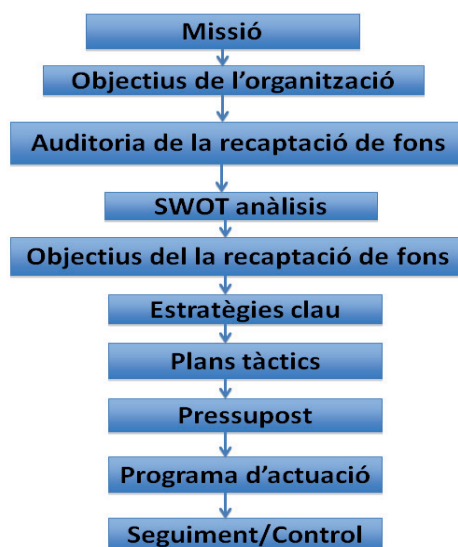 Missió
Objectius de l’organització
Auditoria de la recaptació de fons
SWOT anàlisis
Objectius del la recaptació de fons
Estratègies clau
Plans tàctics
Pressupost
Programa d’actuació
Seguiment/Control